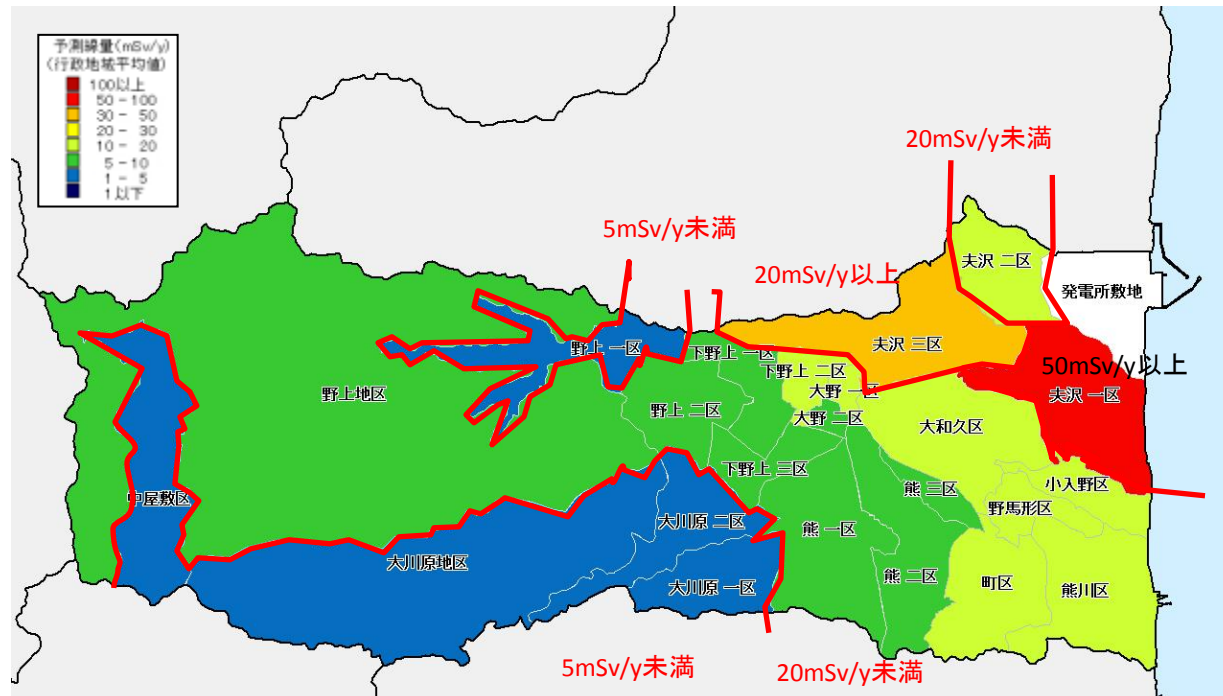 予測線量(mSv/y)
(行政地域平均値)
100以上
50-100
30-50
20-30
10-20
5-10
1-5
1以下
20mSv/y未満
5mSv/y未満
20mSv/y以上
夫沢 二区
発電所敷地
夫沢 三区
野上 一区
下野上 一区
50mSv/y以上
下野上 二区
夫沢 一区
野上地区
大野 一区
野上 二区
大野 二区
大和久区
下野上 三区
小入野区
熊 三区
中屋敷区
野馬形区
大川原 二区
熊 一区
大川原地区
熊 二区
町区
熊川区
大川原 一区
5mSv/y未満
20mSv/y未満